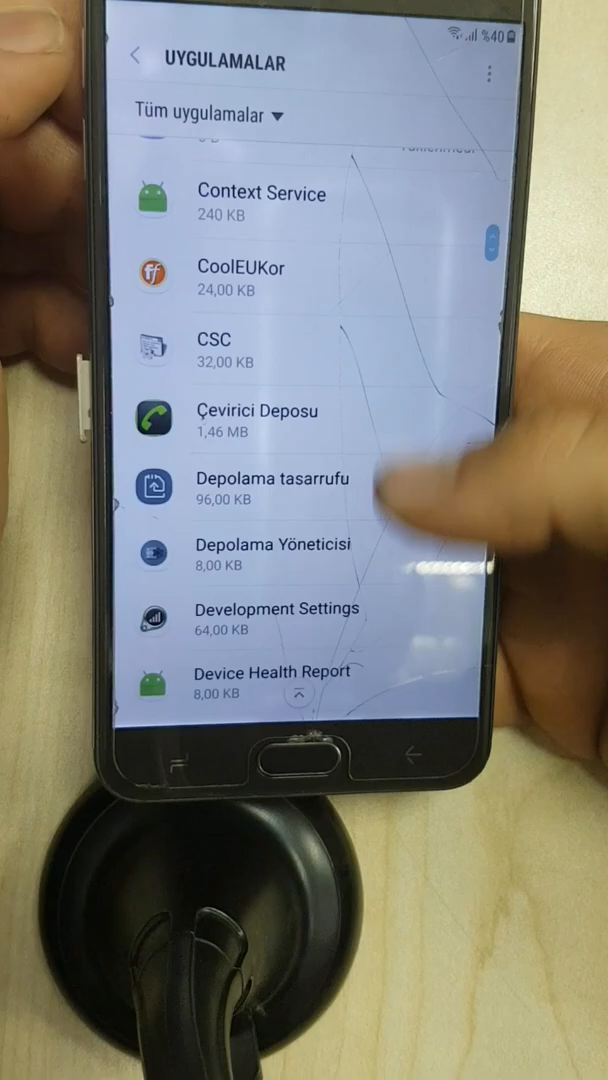 %40
UYGULAMALAR
Tüm uygulamalar
Context Service
240 KB
CoolEUKor
24,00 KB
CSC
32,00 KB
Çevirici Deposu
1,46 MB
Depolama tasarrufu
96,00 KB
Depolama Yöneticisi
8,00 KB
Development Settings
64,00 KB
Device Health Report
8,00 KB